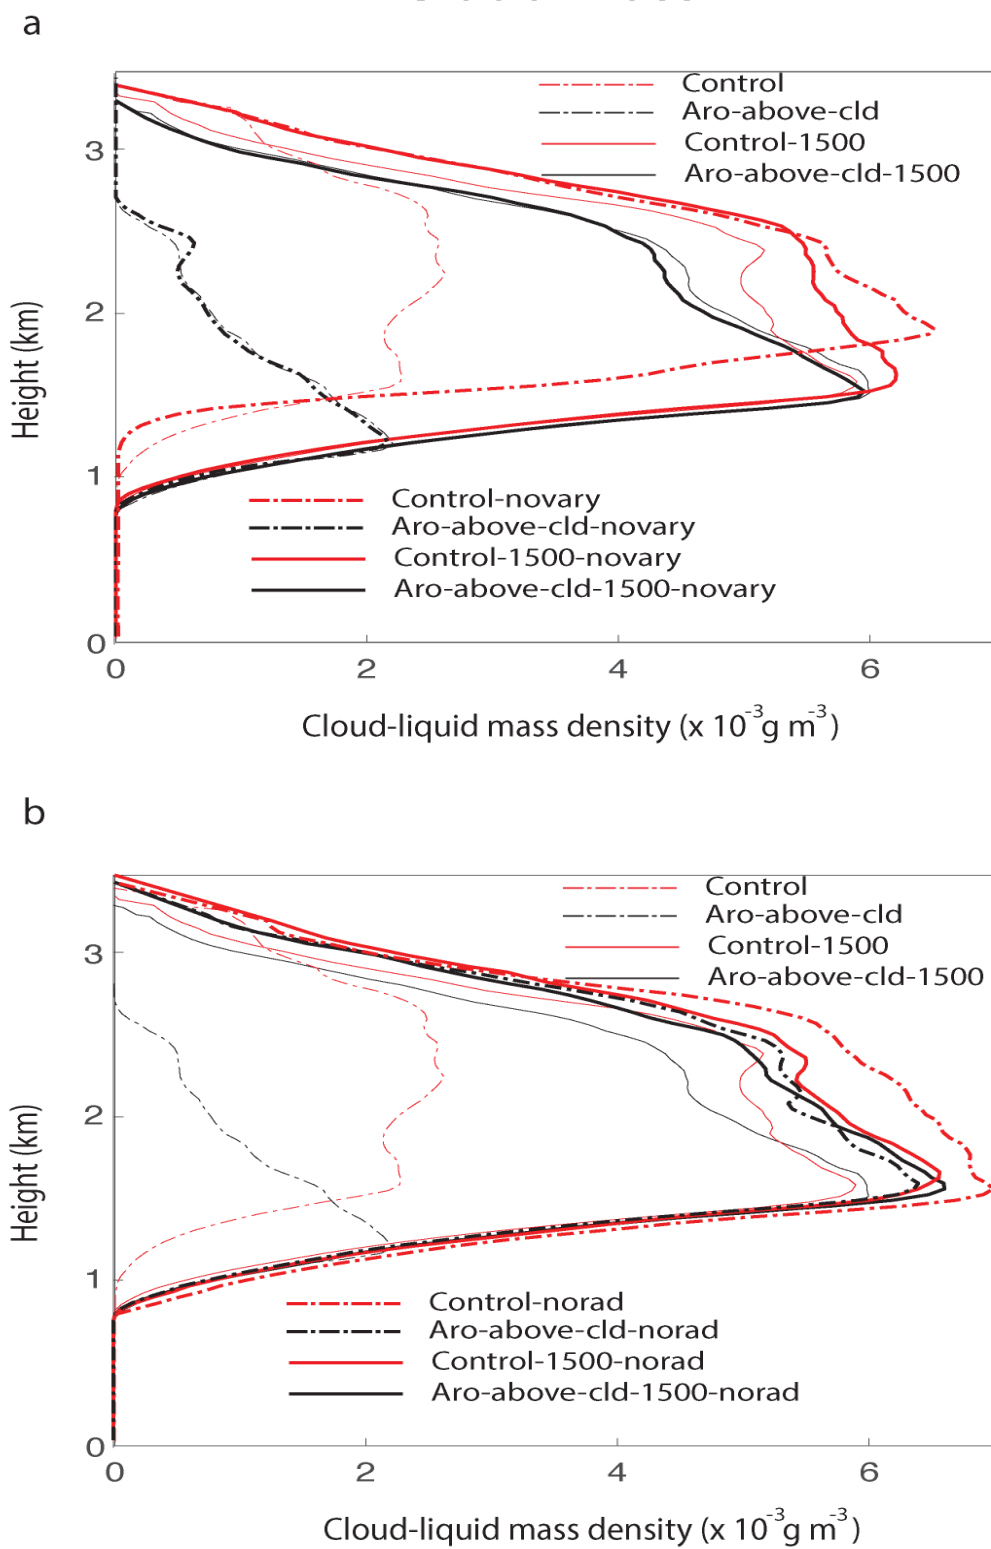 a
Control
Aro-above-cld
Control-1500
Aro-above-cld-1500
3
2
1
0
Height (km)
Control-novary
Aro-above-cld-novary
Control-1500-novary
Aro-above-cld-1500-novary
0 2 4 6
Cloud-liquid mass density (x 10⁻³g m⁻³)
b
Control
Aro-above-cld
Control-1500
Aro-above-cld-1500
3
2
1
0
Height (km)
Control-norad
Aro-above-cld-norad
Control-1500-norad
Aro-above-cld-1500-norad
0 2 4 6
Cloud-liquid mass density (x 10⁻³g m⁻³)